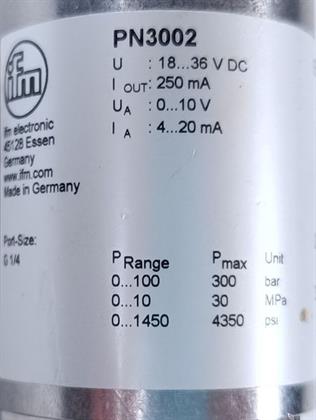 ifm
PN3002
U : 18...36 V DC
I OUT: 250 mA
UA : 0...10 V
I A : 4...20 mA
ifm electronic
45128 Essen
Germany
www.ifm.com
Made in Germany
Port-Size:
G 1/4
PRange Pmax Unit
0...100 300 bar
0...10 30 MPa
0...1450 4350 psi